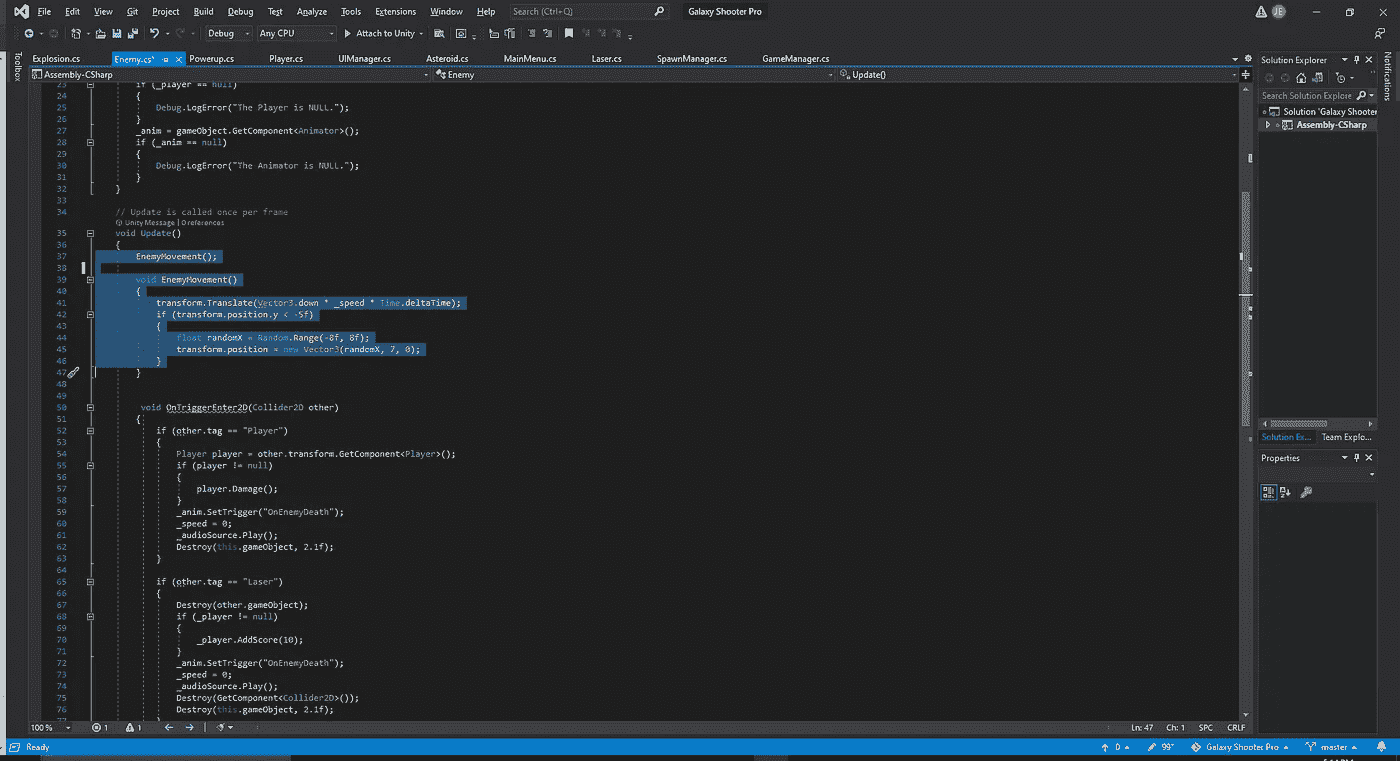 File Edit View Git Project Build Debug Test Analyze Tools Extensions Window Help Search (Ctrl+Q) Galaxy Shooter Pro JE
Debug Any CPU Attach to Unity
Explosion.cs Enemy.cs* Powerup.cs Player.cs UIManager.cs Asteroid.cs MainMenu.cs Laser.cs SpawnManager.cs GameManager.cs
Toolbox
Assembly-CSharp Enemy Update()
23 if (_player == null)
24 {
25 Debug.LogError("The Player is NULL.");
26 }
27 _anim = gameObject.GetComponent<Animator>();
28 if (_anim == null)
29 {
30 Debug.LogError("The Animator is NULL.");
31 }
32 }
33
34 // Update is called once per frame
Unity Message | 0 references
35 void Update()
36 {
37 EnemyMovement();
38
39 void EnemyMovement()
40 {
41 transform.Translate(Vector3.down * _speed * Time.deltaTime);
42 if (transform.position.y < -5f)
43 {
44 float randomX = Random.Range(-8f, 8f);
45 transform.position = new Vector3(randomX, 7, 0);
46 }
47 }
48
49
50 void OnTriggerEnter2D(Collider2D other)
51 {
52 if (other.tag == "Player")
53 {
54 Player player = other.transform.GetComponent<Player>();
55 if (player != null)
56 {
57 player.Damage();
58 }
59 _anim.SetTrigger("OnEnemyDeath");
60 _speed = 0;
61 _audioSource.Play();
62 Destroy(this.gameObject, 2.1f);
63 }
64
65 if (other.tag == "Laser")
66 {
67 Destroy(other.gameObject);
68 if (_player != null)
69 {
70 _player.AddScore(10);
71 }
72 _anim.SetTrigger("OnEnemyDeath");
73 _speed = 0;
74 _audioSource.Play();
75 Destroy(GetComponent<Collider2D>());
76 Destroy(this.gameObject, 2.1f);
77 }
100 % 1 1 Ln: 47 Ch: 1 SPC CRLF
Solution Explorer
Search Solution Explore
Solution 'Galaxy Shooter
Assembly-CSharp
Solution Ex... Team Explo...
Properties
Notifications
Ready 0 99+ Galaxy Shooter Pro master